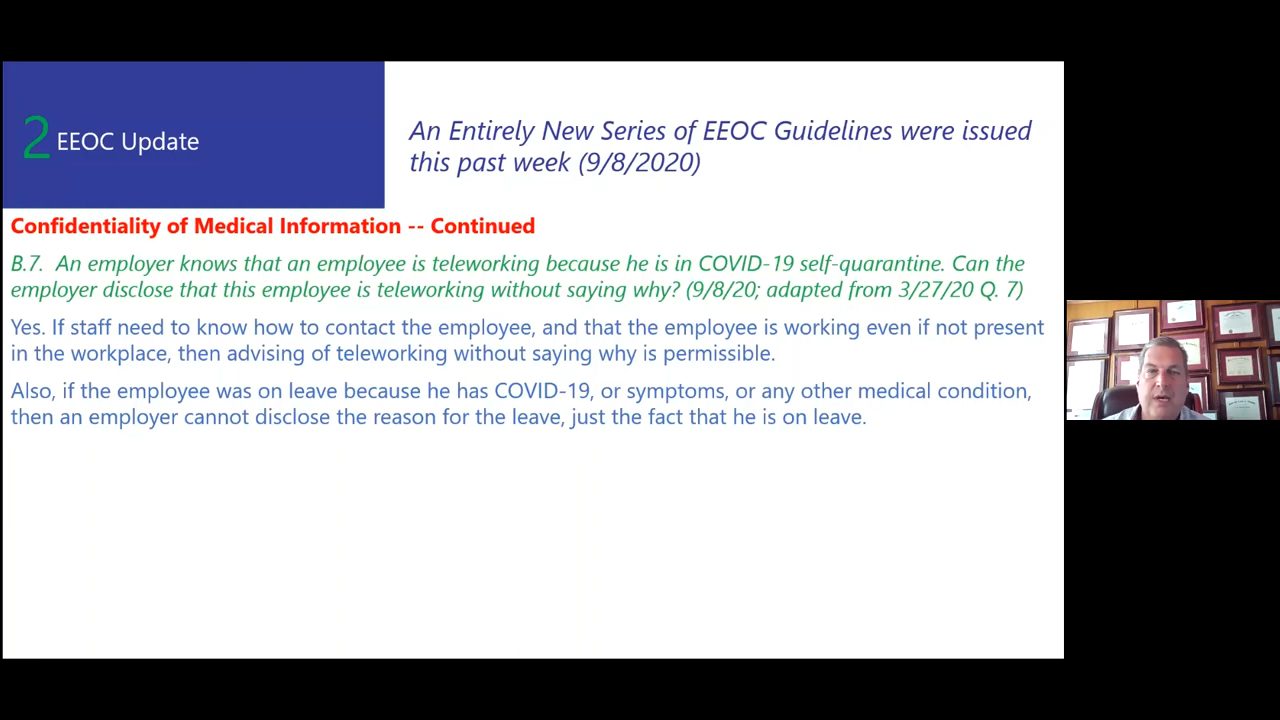 2 EEOC Update
An Entirely New Series of EEOC Guidelines were issued
this past week (9/8/2020)
Confidentiality of Medical Information -- Continued
B.7. An employer knows that an employee is teleworking because he is in COVID-19 self-quarantine. Can the
employer disclose that this employee is teleworking without saying why? (9/8/20; adapted from 3/27/20 Q. 7)
Yes. If staff need to know how to contact the employee, and that the employee is working even if not present
in the workplace, then advising of teleworking without saying why is permissible.
Also, if the employee was on leave because he has COVID-19, or symptoms, or any other medical condition,
then an employer cannot disclose the reason for the leave, just the fact that he is on leave.